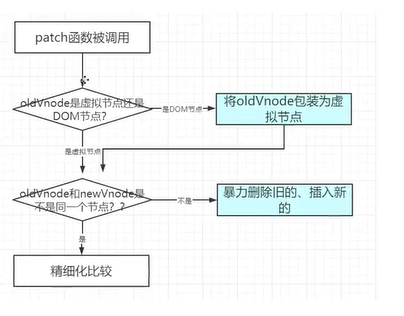 patch函数被调用
oldVnode是虚拟节点还是
DOM节点?
是DOM节点
将oldVnode包装为虚
拟节点
是虚拟节点
oldVnode和newVnode是
不是同一个节点??
不是
暴力删除旧的、插入新
的
是
精细化比较